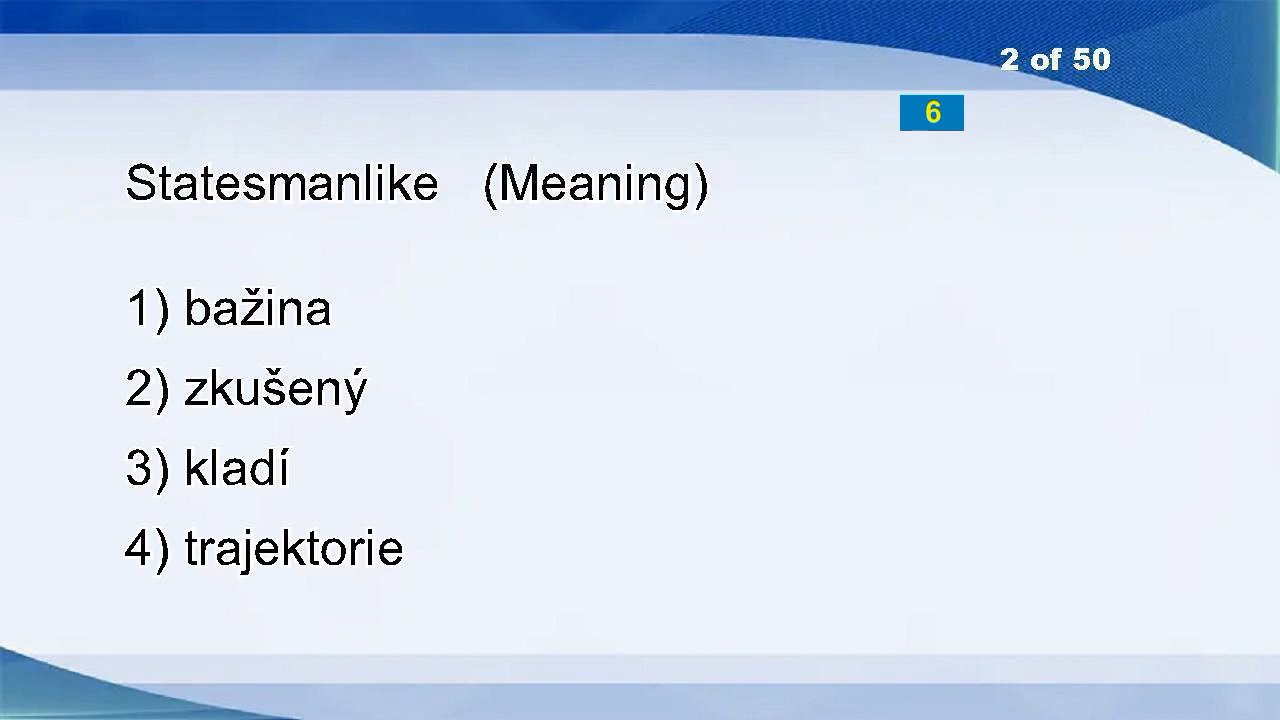 2 of 50
6
Statesmanlike (Meaning)
1) bažina
2) zkušený
3) kladí
4) trajektorie